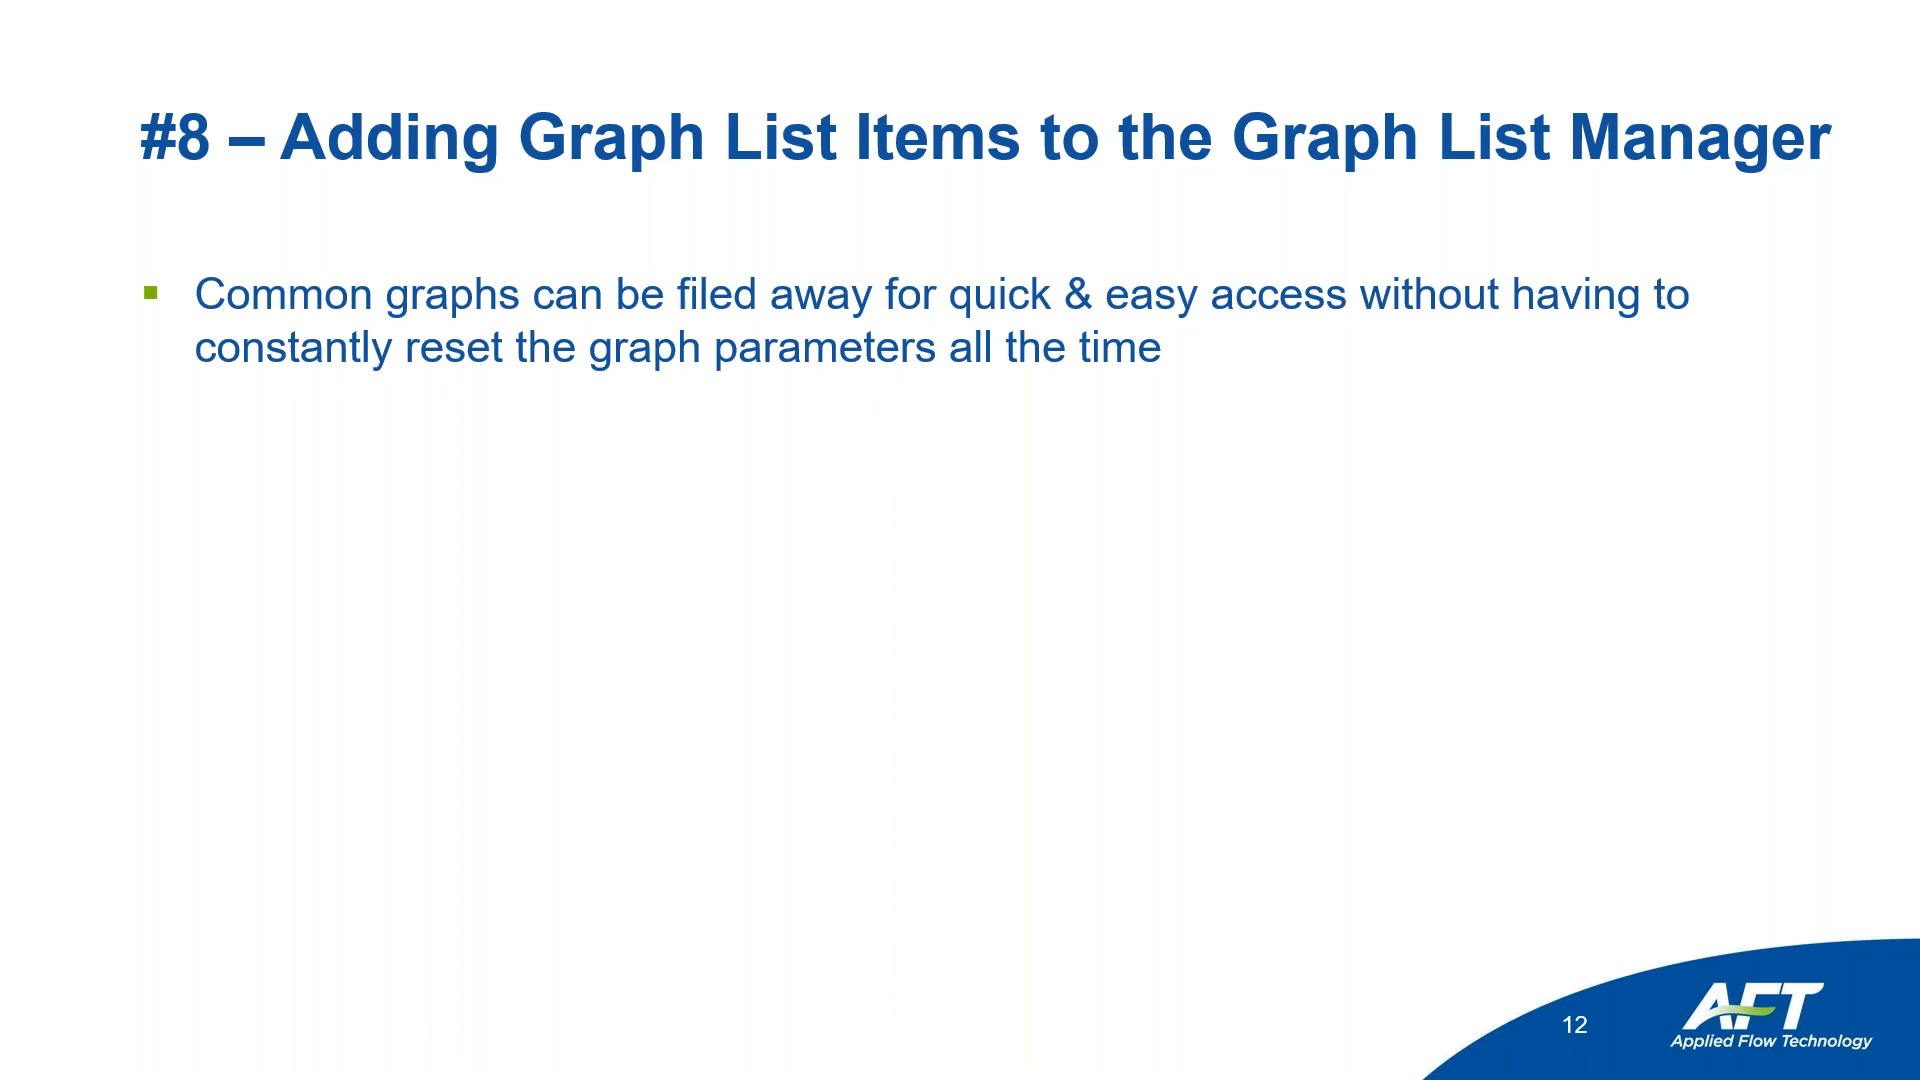 #8 – Adding Graph List Items to the Graph List Manager
▪ Common graphs can be filed away for quick & easy access without having to
constantly reset the graph parameters all the time
12
AFT
Applied Flow Technology